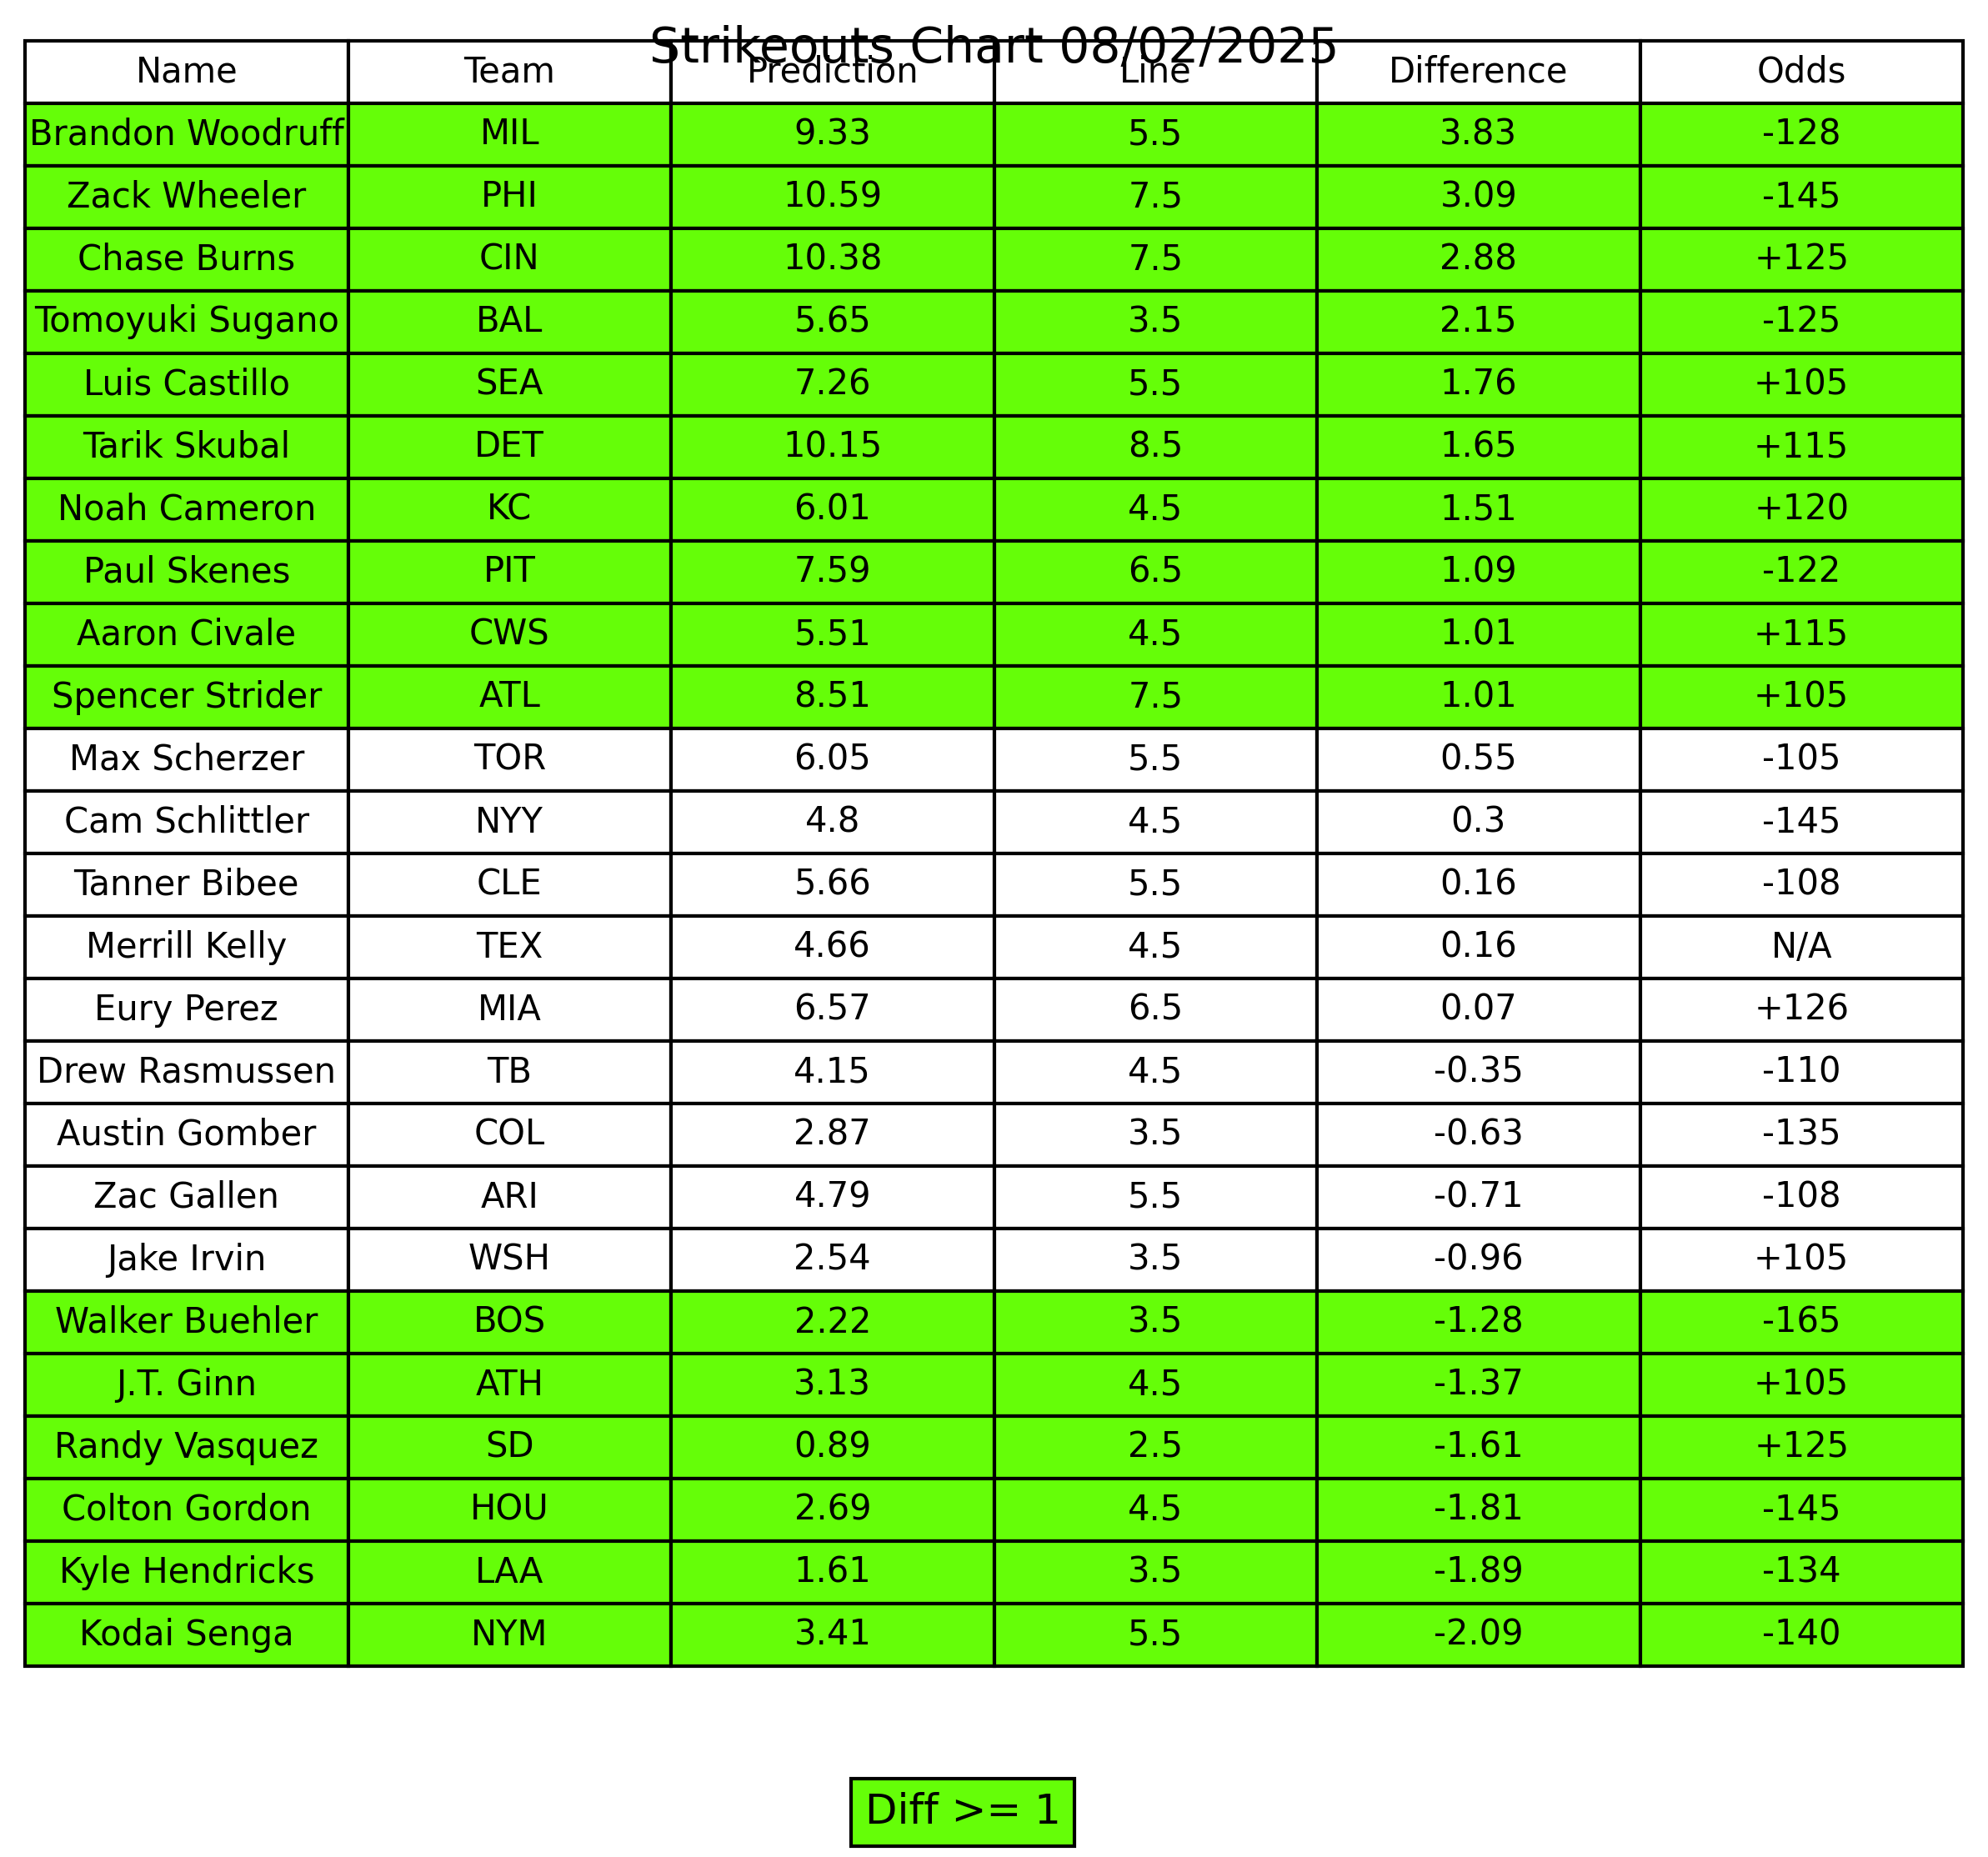 Strikeouts Chart 08/02/2025
Name Team Prediction Line Difference Odds
Brandon Woodruff MIL 9.33 5.5 3.83 -128
Zack Wheeler PHI 10.59 7.5 3.09 -145
Chase Burns CIN 10.38 7.5 2.88 +125
Tomoyuki Sugano BAL 5.65 3.5 2.15 -125
Luis Castillo SEA 7.26 5.5 1.76 +105
Tarik Skubal DET 10.15 8.5 1.65 +115
Noah Cameron KC 6.01 4.5 1.51 +120
Paul Skenes PIT 7.59 6.5 1.09 -122
Aaron Civale CWS 5.51 4.5 1.01 +115
Spencer Strider ATL 8.51 7.5 1.01 +105
Max Scherzer TOR 6.05 5.5 0.55 -105
Cam Schlittler NYY 4.8 4.5 0.3 -145
Tanner Bibee CLE 5.66 5.5 0.16 -108
Merrill Kelly TEX 4.66 4.5 0.16 N/A
Eury Perez MIA 6.57 6.5 0.07 +126
Drew Rasmussen TB 4.15 4.5 -0.35 -110
Austin Gomber COL 2.87 3.5 -0.63 -135
Zac Gallen ARI 4.79 5.5 -0.71 -108
Jake Irvin WSH 2.54 3.5 -0.96 +105
Walker Buehler BOS 2.22 3.5 -1.28 -165
J.T. Ginn ATH 3.13 4.5 -1.37 +105
Randy Vasquez SD 0.89 2.5 -1.61 +125
Colton Gordon HOU 2.69 4.5 -1.81 -145
Kyle Hendricks LAA 1.61 3.5 -1.89 -134
Kodai Senga NYM 3.41 5.5 -2.09 -140
Diff >= 1